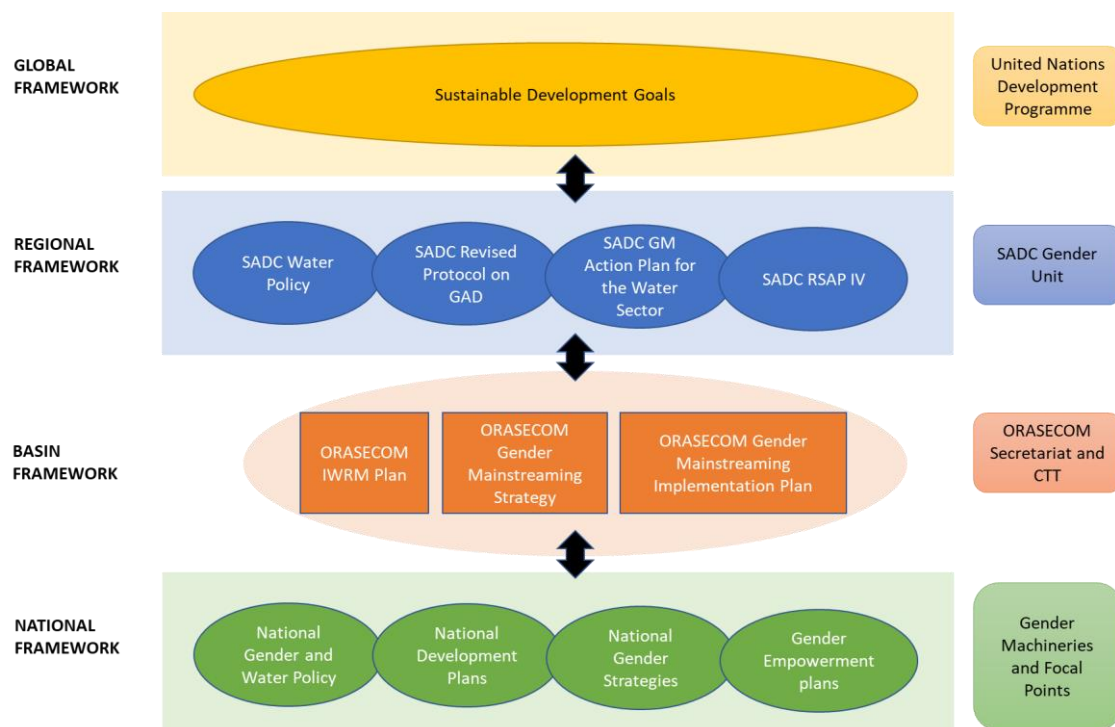 GLOBAL
FRAMEWORK
Sustainable Development Goals
United Nations
Development
Programme
REGIONAL
FRAMEWORK
SADC Water
Policy
SADC Revised
Protocol on
GAD
SADC GM
Action Plan for
the Water
Sector
SADC RSAP IV
SADC Gender
Unit
BASIN
FRAMEWORK
ORASECOM
IWRM Plan
ORASECOM
Gender
Mainstreaming
Strategy
ORASECOM Gender
Mainstreaming
Implementation Plan
ORASECOM
Secretariat and
CTT
NATIONAL
FRAMEWORK
National
Gender and
Water Policy
National
Development
Plans
National
Gender
Strategies
Gender
Empowerment
plans
Gender
Machineries
and Focal
Points